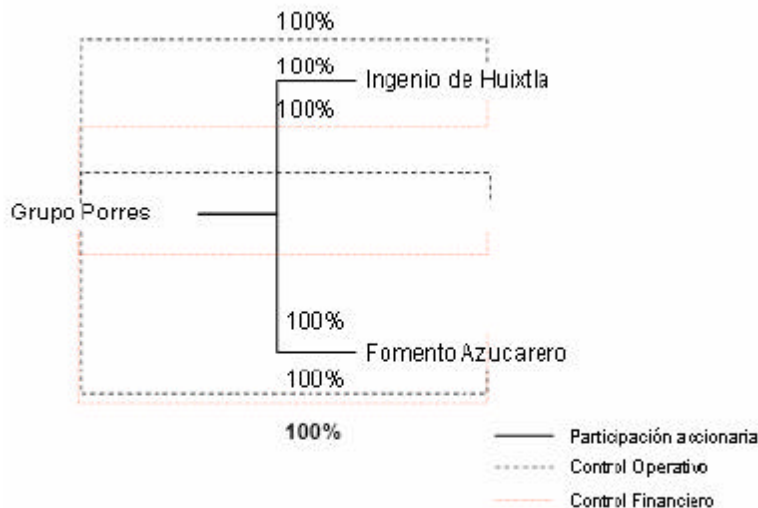 100%
100%
Ingenio de Huixtla
100%
Grupo Porres
100%
Fomento Azucarero
100%
100%
Participación accionaria
Control Operativo
Control Financiero